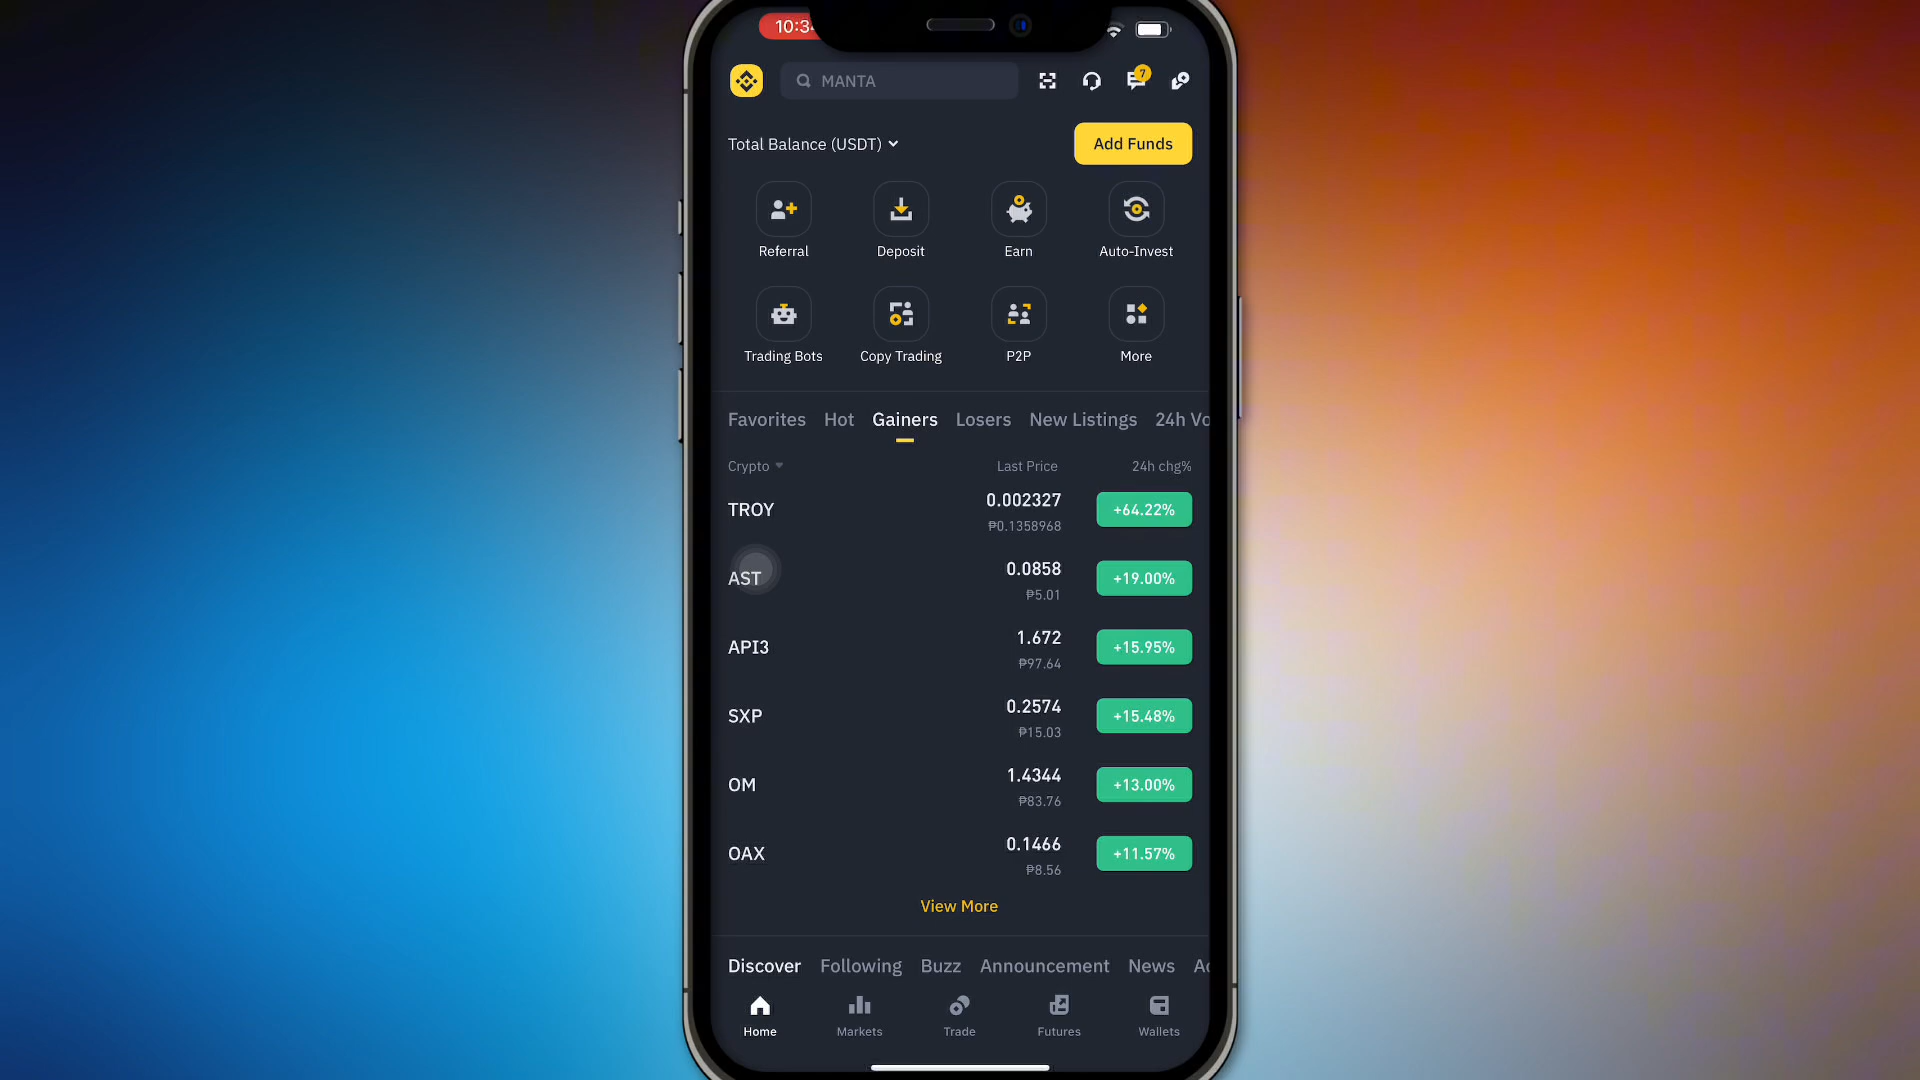 10:34
MANTA
7
Total Balance (USDT)
Add Funds
Referral
Deposit
Earn
Auto-Invest
Trading Bots
Copy Trading
P2P
More
Favorites Hot Gainers Losers New Listings 24h Vo
Crypto Last Price 24h chg%
TROY 0.002327 +64.22%
₱0.1358968
AST 0.0858 +19.00%
₱5.01
API3 1.672 +15.95%
₱97.64
SXP 0.2574 +15.48%
₱15.03
OM 1.4344 +13.00%
₱83.76
OAX 0.1466 +11.57%
₱8.56
View More
Discover Following Buzz Announcement News
Home Markets Trade Futures Wallets